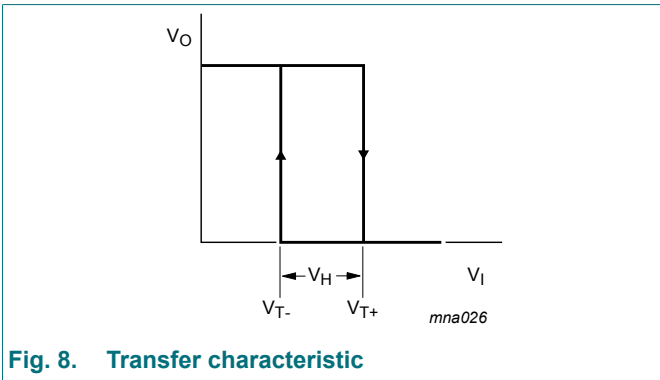 VO
VH
VI
VT-
VT+
mna026
Fig. 8. Transfer characteristic